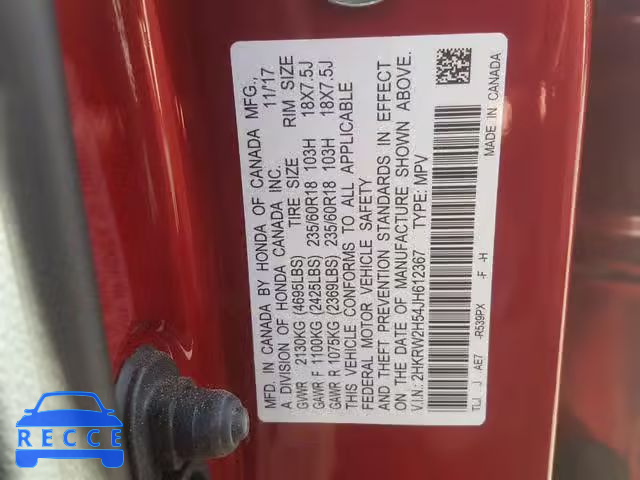 MFD. IN CANADA BY HONDA OF CANADA MFG.,
A DIVISION OF HONDA CANADA INC. 11/17
TIRE SIZE RIM SIZE
GVWR 2130KG (4695LBS)
GAWR F 1100KG (2425LBS) 235/60R18 103H 18X7.5J
GAWR R 1075KG (2369LBS) 235/60R18 103H 18X7.5J
THIS VEHICLE CONFORMS TO ALL APPLICABLE
FEDERAL MOTOR VEHICLE SAFETY
AND THEFT PREVENTION STANDARDS IN EFFECT
ON THE DATE OF MANUFACTURE SHOWN ABOVE.
V.I.N: 2HKRW2H54JH612367 TYPE: MPV
TLJ J AE7 -R539PX -F -H
MADE IN CANADA
RECCE